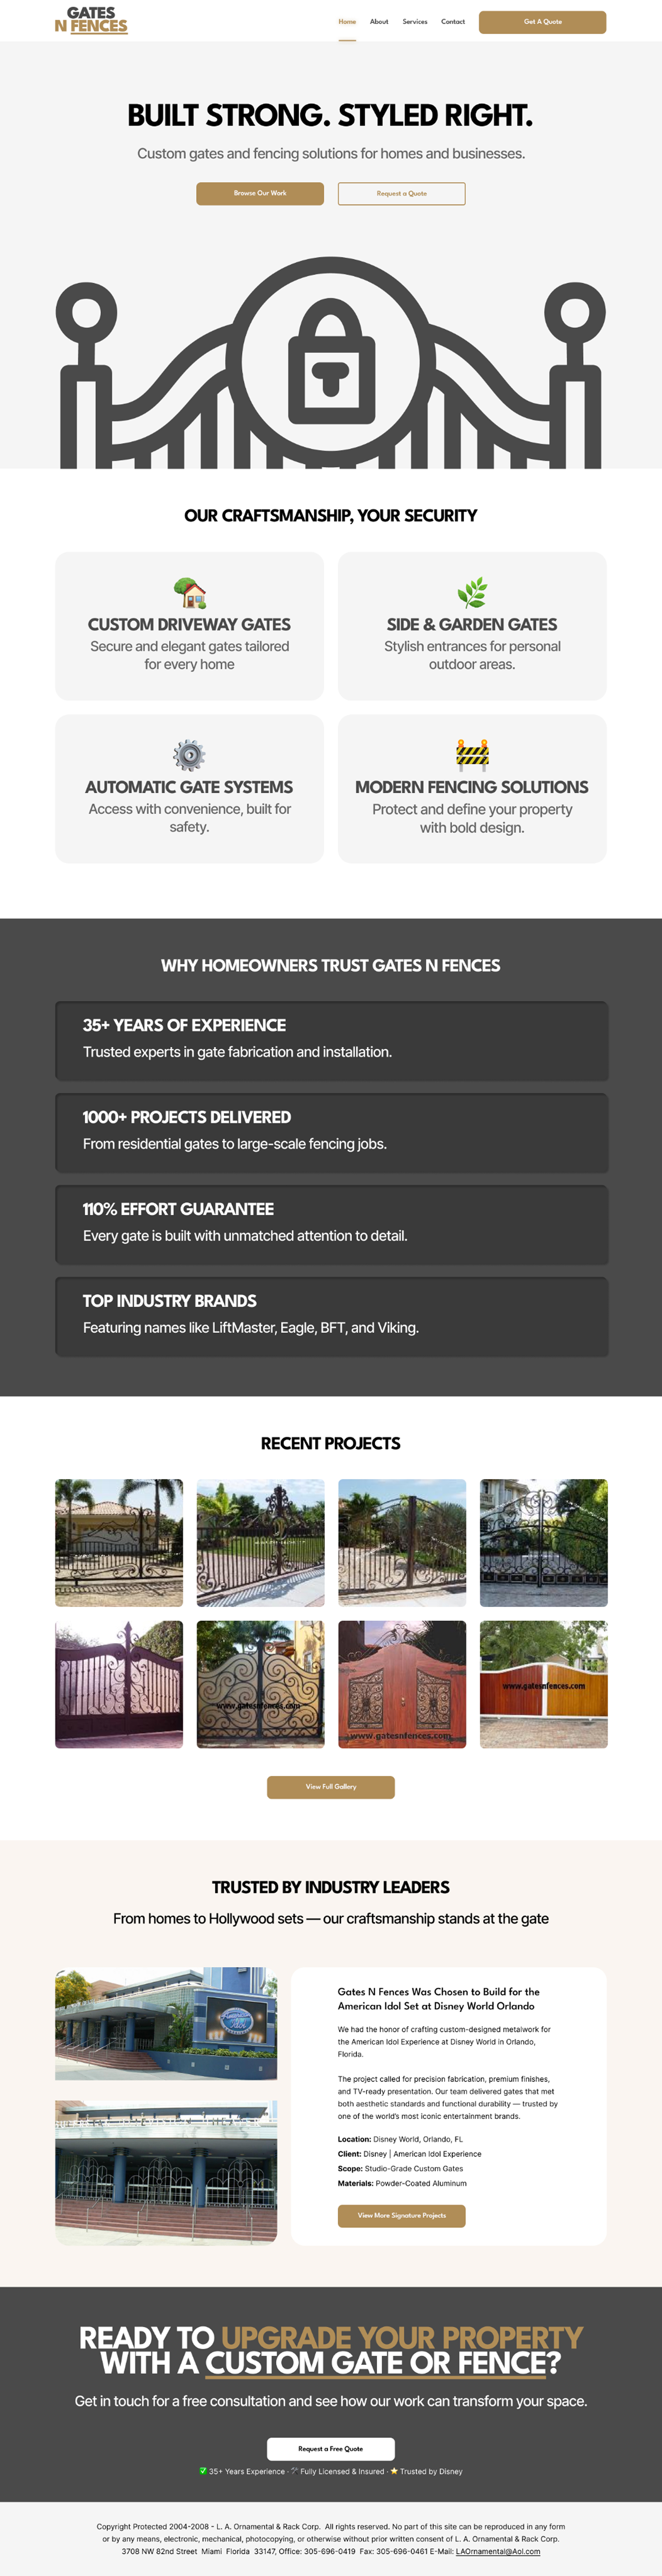 GATES
N FENCES
Home About Services Contact Get A Quote
BUILT STRONG. STYLED RIGHT.
Custom gates and fencing solutions for homes and businesses.
Browse Our Work Request a Quote
OUR CRAFTSMANSHIP, YOUR SECURITY
CUSTOM DRIVEWAY GATES
Secure and elegant gates tailored
for every home
SIDE & GARDEN GATES
Stylish entrances for personal
outdoor areas.
AUTOMATIC GATE SYSTEMS
Access with convenience, built for
safety.
MODERN FENCING SOLUTIONS
Protect and define your property
with bold design.
WHY HOMEOWNERS TRUST GATES N FENCES
35+ YEARS OF EXPERIENCE
Trusted experts in gate fabrication and installation.
1000+ PROJECTS DELIVERED
From residential gates to large-scale fencing jobs.
110% EFFORT GUARANTEE
Every gate is built with unmatched attention to detail.
TOP INDUSTRY BRANDS
Featuring names like LiftMaster, Eagle, BFT, and Viking.
RECENT PROJECTS
www.gatesnfences.com
www.gatesnfences.com
www.gatesnfences.com
View Full Gallery
TRUSTED BY INDUSTRY LEADERS
From homes to Hollywood sets — our craftsmanship stands at the gate
American Idol
Gates N Fences Was Chosen to Build for the
American Idol Set at Disney World Orlando
We had the honor of crafting custom-designed metalwork for
the American Idol Experience at Disney World in Orlando,
Florida.
The project called for precision fabrication, premium finishes,
and TV-ready presentation. Our team delivered gates that met
both aesthetic standards and functional durability — trusted by
one of the world's most iconic entertainment brands.
Location: Disney World, Orlando, FL
Client: Disney | American Idol Experience
Scope: Studio-Grade Custom Gates
Materials: Powder-Coated Aluminum
View More Signature Projects
READY TO UPGRADE YOUR PROPERTY
WITH A CUSTOM GATE OR FENCE?
Get in touch for a free consultation and see how our work can transform your space.
Request a Free Quote
✅ 35+ Years Experience · 🛠 Fully Licensed & Insured · ⭐ Trusted by Disney
Copyright Protected 2004-2008 - L. A. Ornamental & Rack Corp. All rights reserved. No part of this site can be reproduced in any form
or by any means, electronic, mechanical, photocopying, or otherwise without prior written consent of L. A. Ornamental & Rack Corp.
3708 NW 82nd Street Miami Florida 33147, Office: 305-696-0419 Fax: 305-696-0461 E-Mail: LAOrnamental@Aol.com